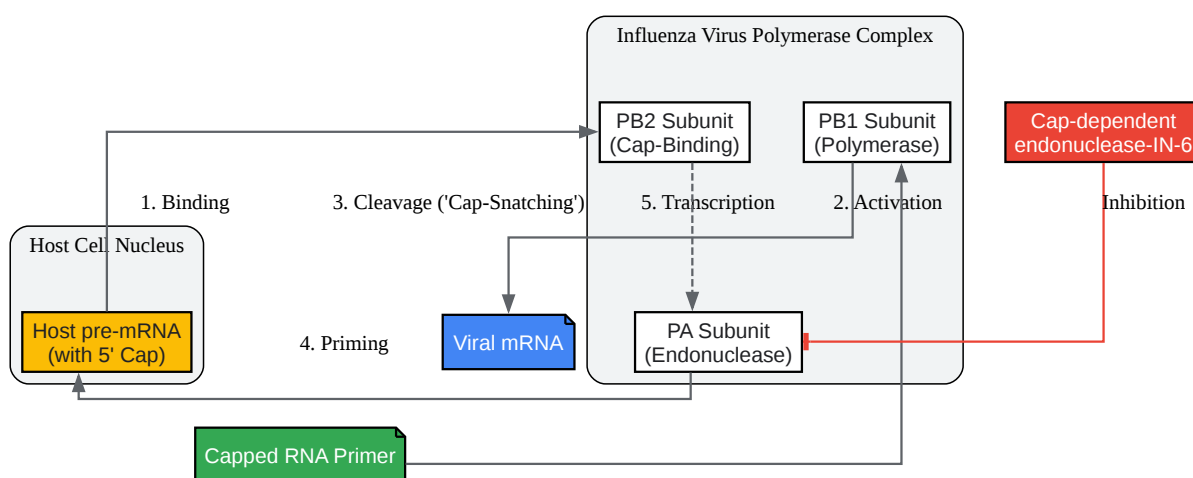 Influenza Virus Polymerase Complex
PB2 Subunit
(Cap-Binding)
PB1 Subunit
(Polymerase)
Cap-dependent
endonuclease-IN-6
1. Binding
3. Cleavage ('Cap-Snatching')
5. Transcription
2. Activation
Inhibition
Host Cell Nucleus
Host pre-mRNA
(with 5' Cap)
4. Priming
Viral mRNA
PA Subunit
(Endonuclease)
Capped RNA Primer